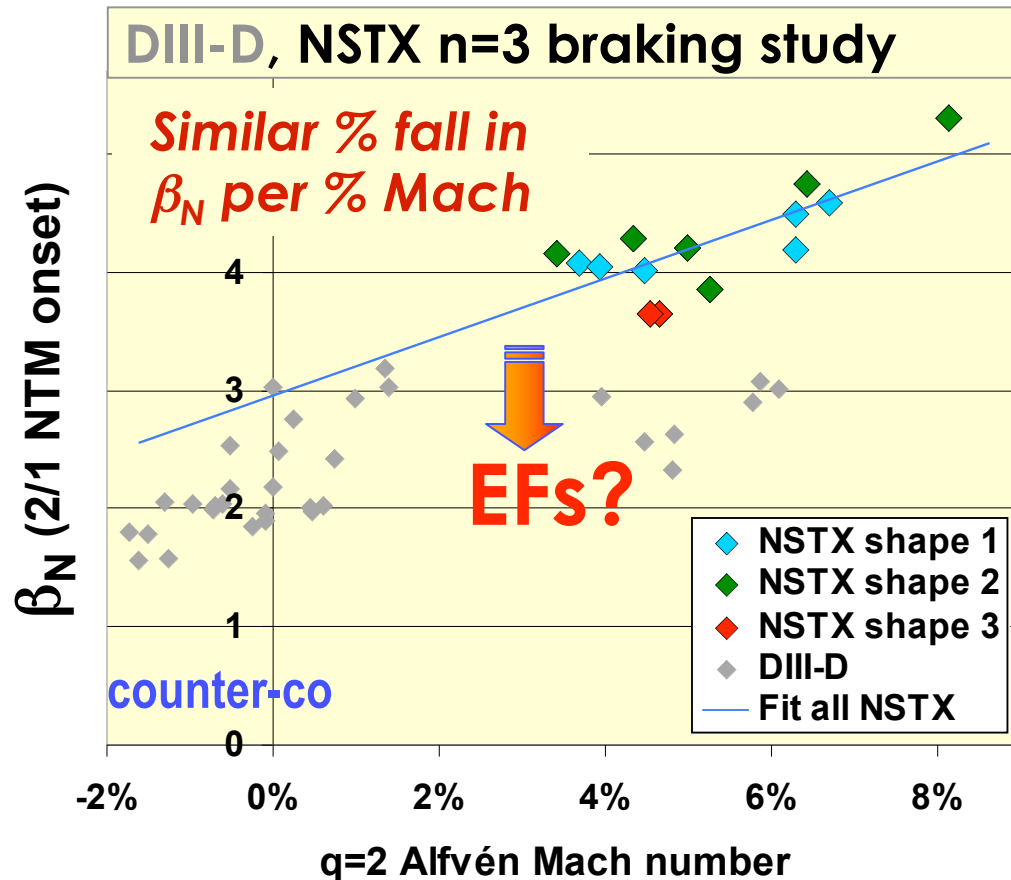 DIII-D, NSTX n=3 braking study
Similar % fall in
βN per % Mach
βN (2/1 NTM onset)
4
3
2
1
0
EFs?
counter-co
NSTX shape 1
NSTX shape 2
NSTX shape 3
DIII-D
Fit all NSTX
-2%
0%
2%
4%
6%
8%
q=2 Alfvén Mach number